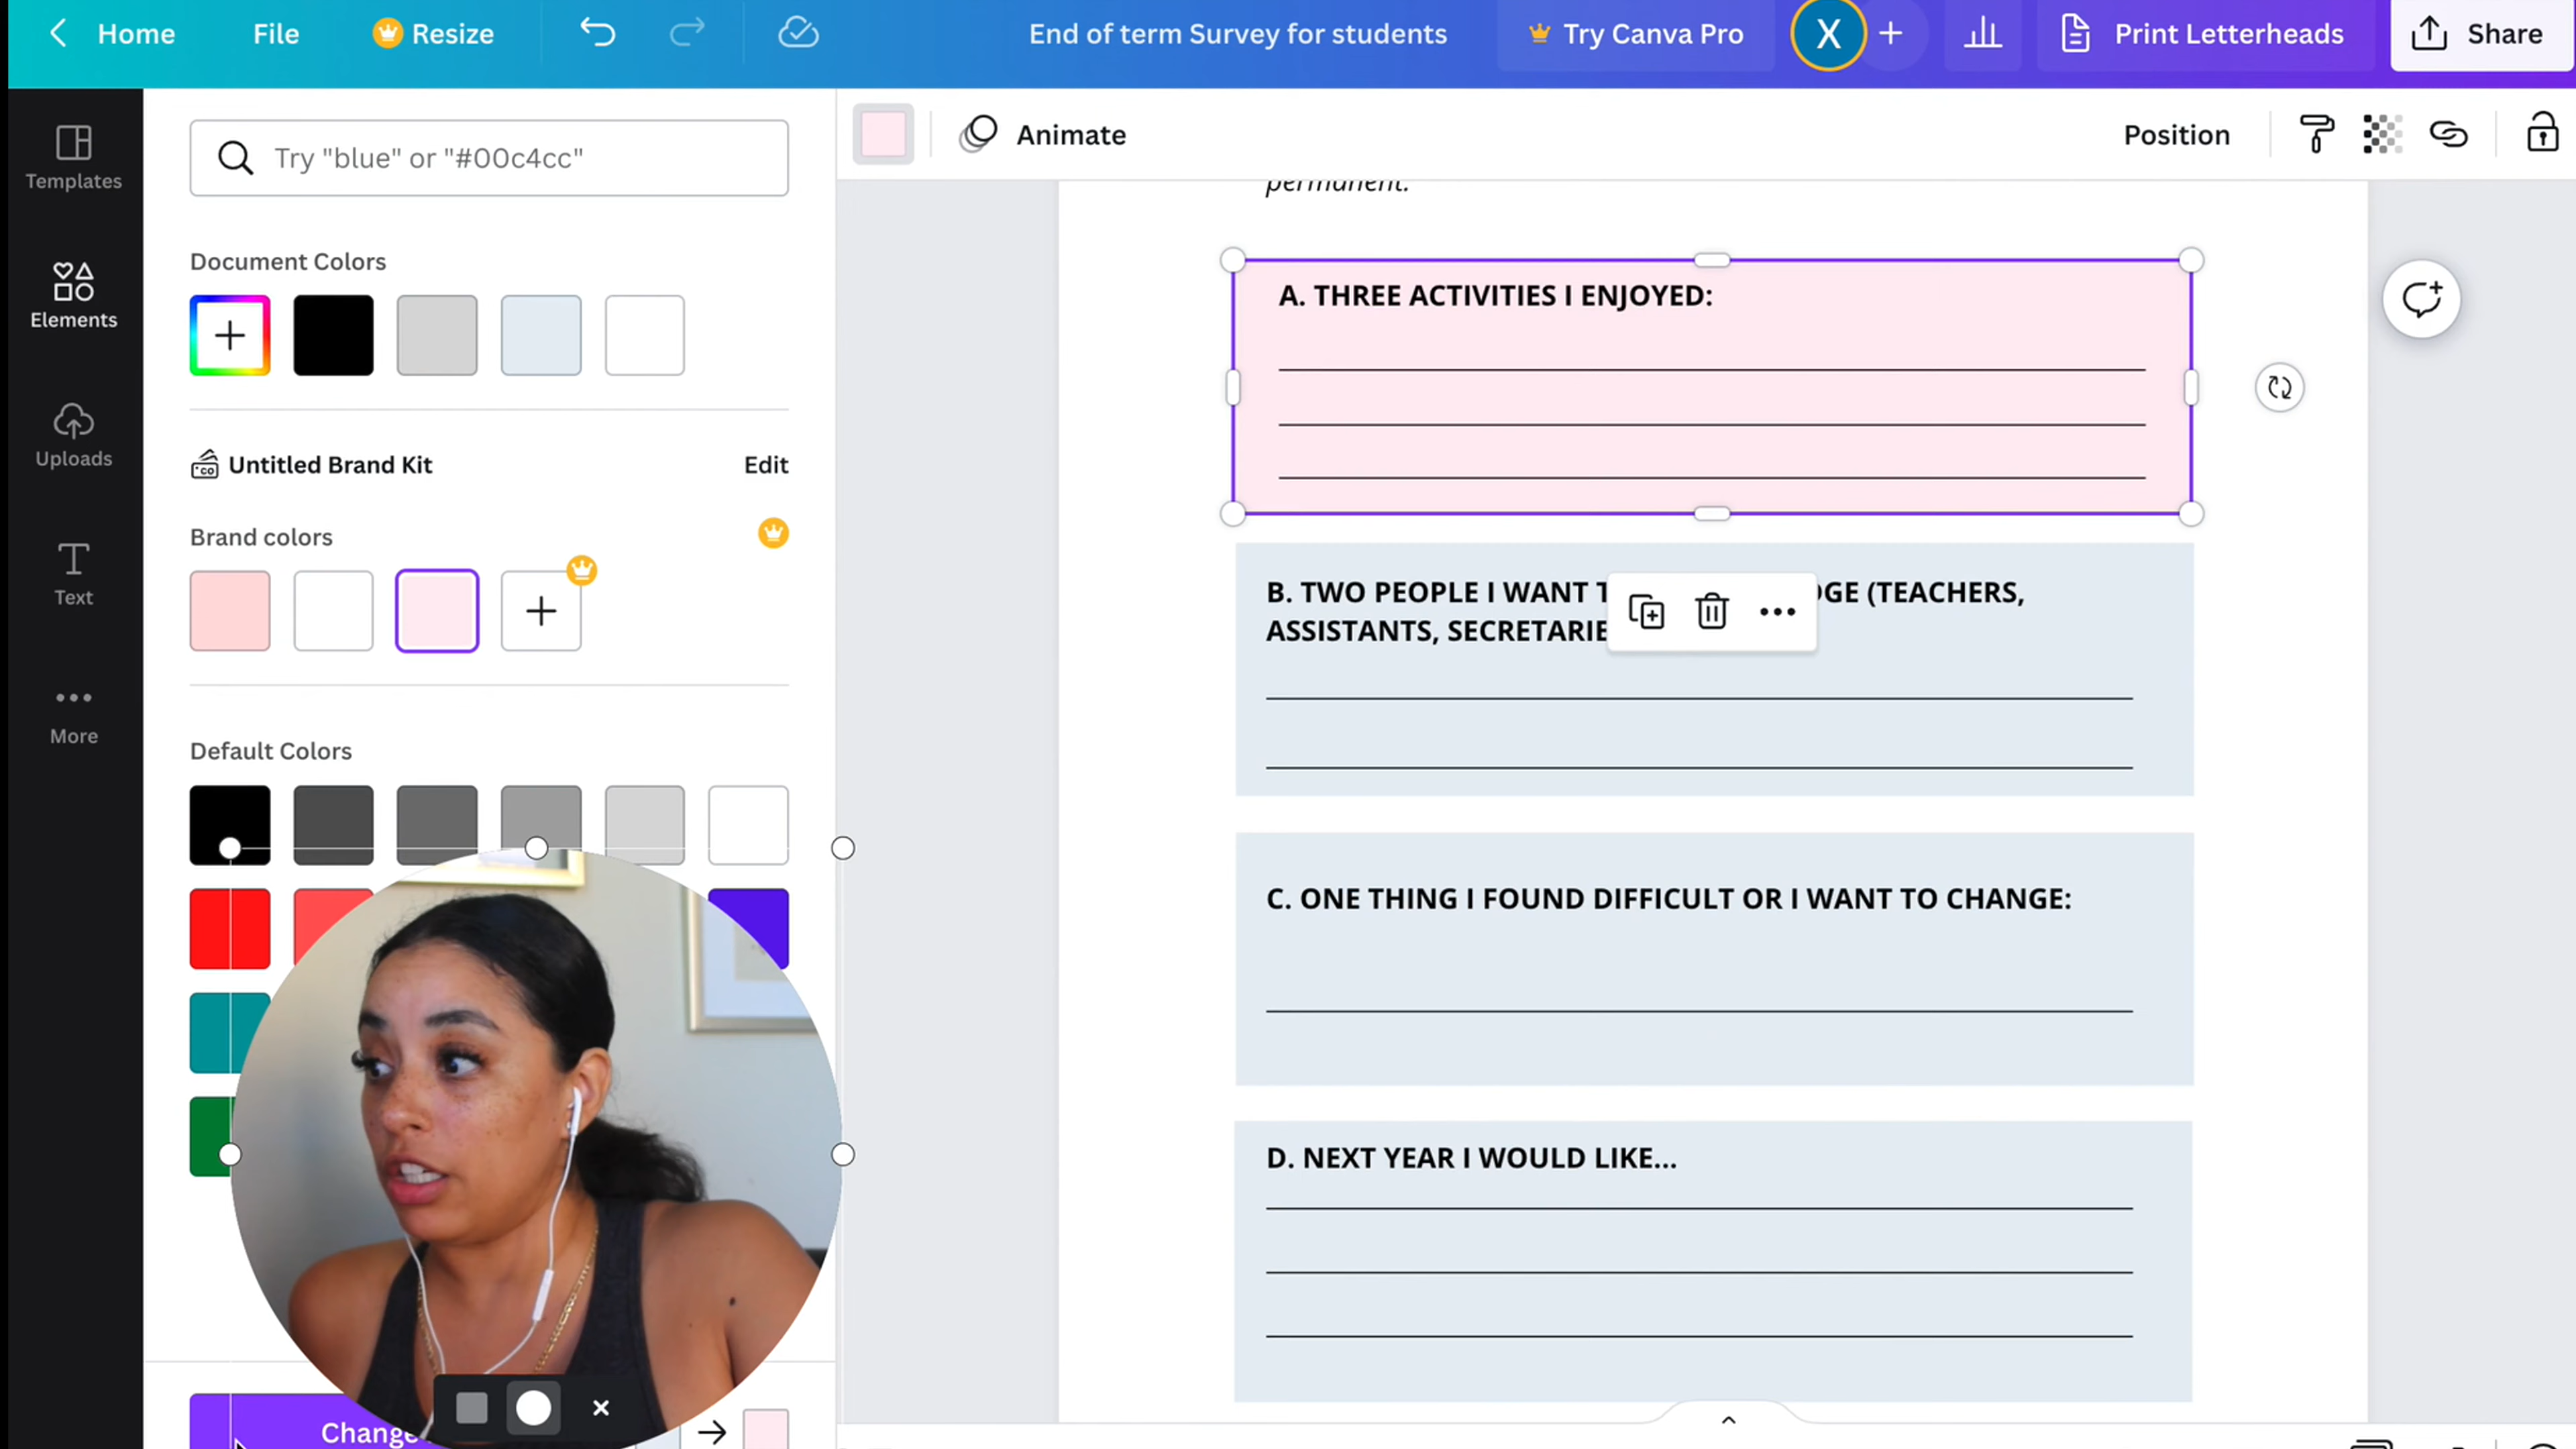 Home File Resize End of term Survey for students Try Canva Pro X Print Letterheads Share
Templates
Elements
Uploads
Text
More
Try "blue" or "#00c4cc"
Document Colors
Untitled Brand Kit Edit
Brand colors
Default Colors
Change
Animate Position
permanent.
A. THREE ACTIVITIES I ENJOYED:
B. TWO PEOPLE I WANT (TEACHERS,
ASSISTANTS,
C. ONE THING I FOUND DIFFICULT OR I WANT TO CHANGE:
D. NEXT YEAR I WOULD LIKE...